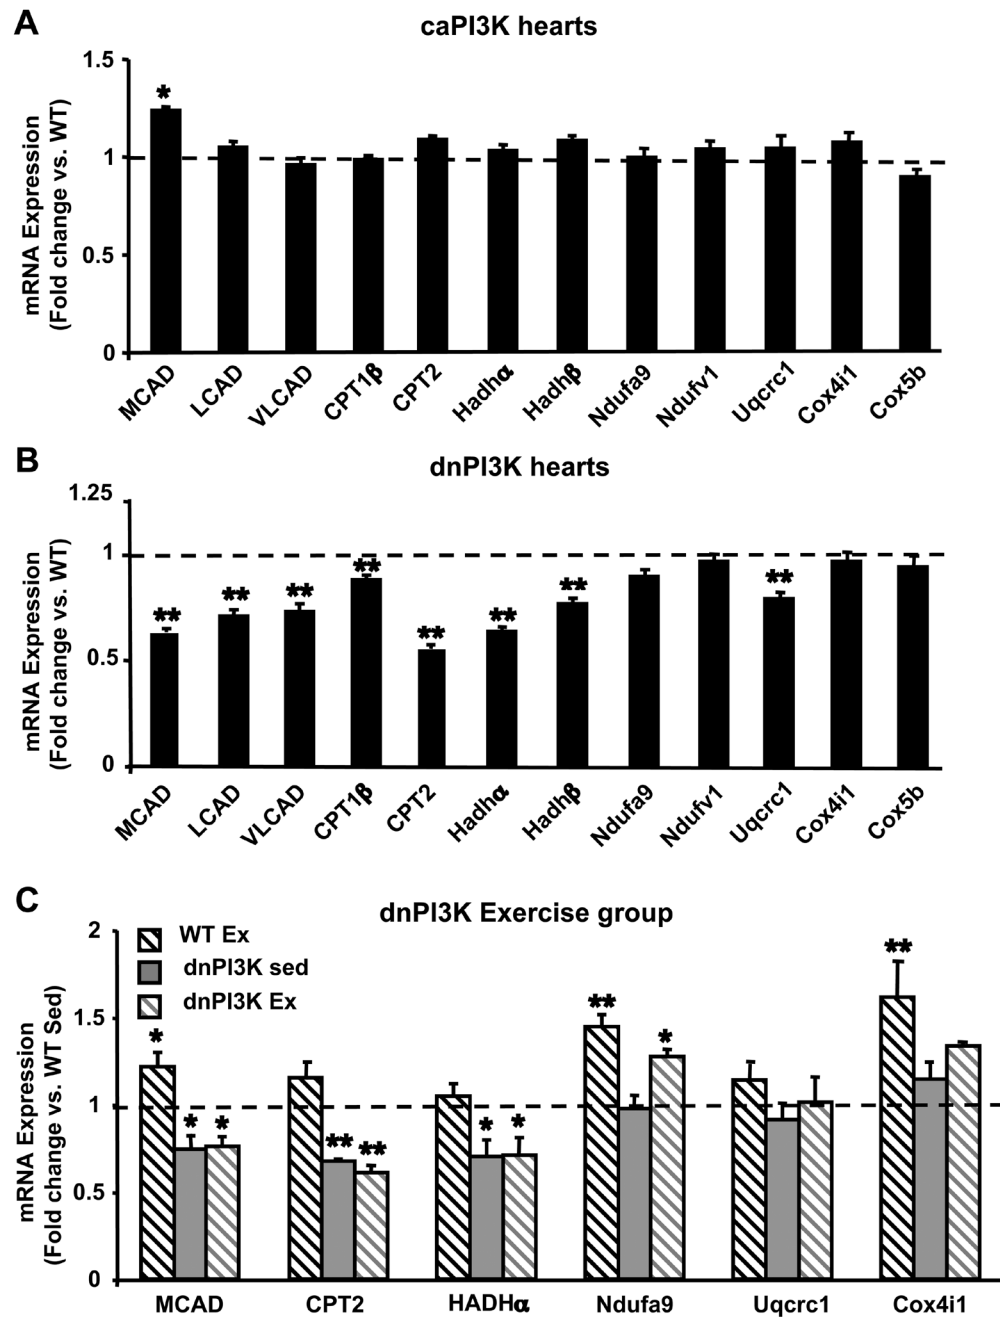 A
caPI3K hearts
mRNA Expression
(Fold change vs. WT)
1.5
1
0.5
0
*
MCAD
LCAD
VLCAD
CPT1β
CPT2
Hadhα
Hadhβ
Ndufa9
Ndufv1
Uqcrc1
Cox4i1
Cox5b
B
dnPI3K hearts
mRNA Expression
(Fold change vs. WT)
1.25
1
0.5
0
**
**
**
**
**
**
**
**
MCAD
LCAD
VLCAD
CPT1β
CPT2
Hadhα
Hadhβ
Ndufa9
Ndufv1
Uqcrc1
Cox4i1
Cox5b
C
dnPI3K Exercise group
mRNA Expression
(Fold change vs. WT Sed)
2
1.5
1
0.5
0
WT Ex
dnPI3K sed
dnPI3K Ex
*
*
*
**
**
*
*
**
*
**
MCAD
CPT2
HADHα
Ndufa9
Uqcrc1
Cox4i1